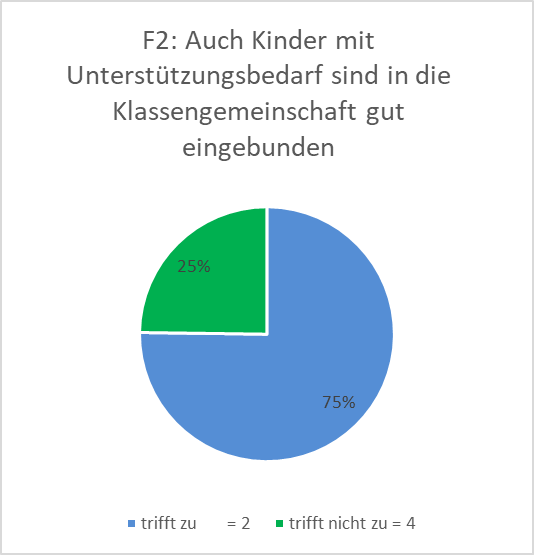 F2: Auch Kinder mit
Unterstützungsbedarf sind in die
Klassengemeinschaft gut
eingebunden
25%
75%
trifft zu = 2 trifft nicht zu = 4